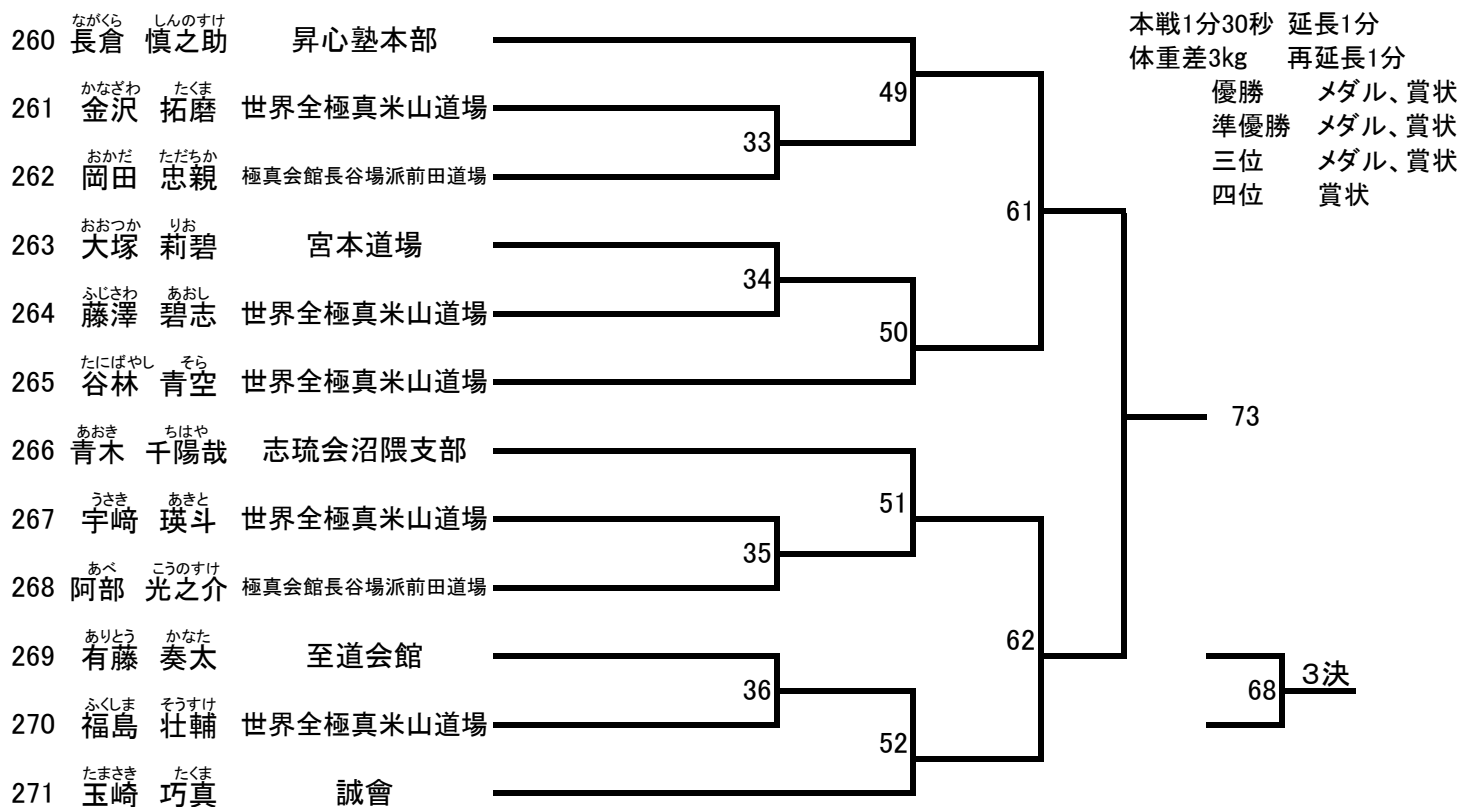 本戦1分30秒 延長1分
体重差3kg 再延長1分
優勝 メダル、賞状
準優勝 メダル、賞状
三位 メダル、賞状
四位 賞状
ながくら しんのすけ
260 長倉 慎之助 昇心塾本部
かなざわ たくま
261 金沢 拓磨 世界全極真米山道場
おかだ ただちか
262 岡田 忠親 極真会館長谷場派前田道場
おおつか りお
263 大塚 莉碧 宮本道場
ふじさわ あおし
264 藤澤 碧志 世界全極真米山道場
たにばやし そら
265 谷林 青空 世界全極真米山道場
あおき ちはや
266 青木 千陽哉 志琉会沼隈支部
うさき あきと
267 宇﨑 瑛斗 世界全極真米山道場
あべ こうのすけ
268 阿部 光之介 極真会館長谷場派前田道場
ありとう かなた
269 有藤 奏太 至道会館
ふくしま そうすけ
270 福島 壮輔 世界全極真米山道場
たまさき たくま
271 玉崎 巧真 誠會
33
34
35
36
49
50
51
52
61
62
73
68
3決